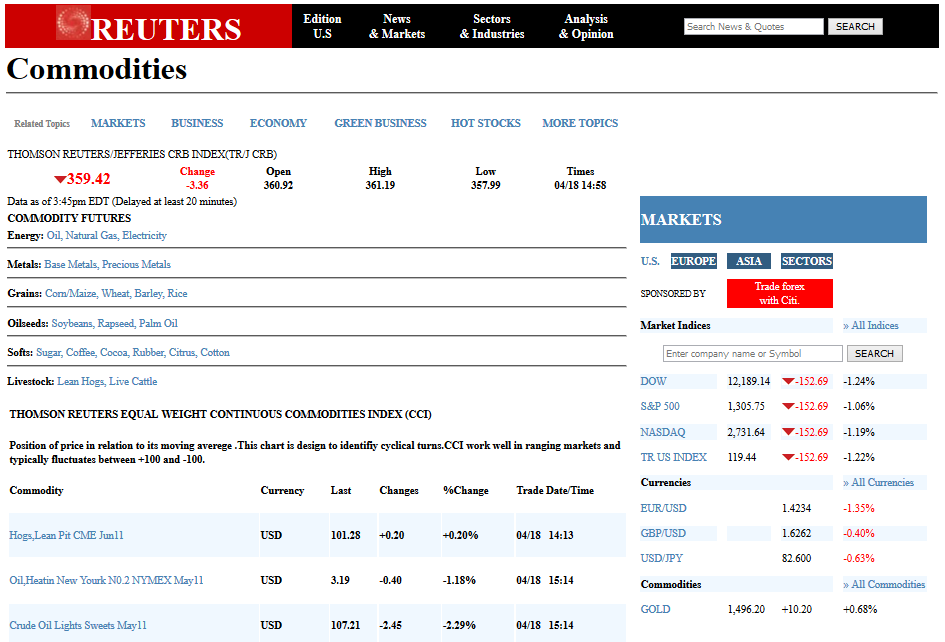 REUTERS
Edition U.S
News & Markets
Sectors & Industries
Analysis & Opinion
Search News & Quotes SEARCH
Commodities
Related Topics MARKETS BUSINESS ECONOMY GREEN BUSINESS HOT STOCKS MORE TOPICS
THOMSON REUTERS/JEFFERIES CRB INDEX(TR/J CRB)
Change Open High Low Times
▼359.42 -3.36 360.92 361.19 357.99 04/18 14:58
Data as of 3:45pm EDT (Delayed at least 20 minutes)
COMMODITY FUTURES
Energy: Oil, Natural Gas, Electricity
Metals: Base Metals, Precious Metals
Grains: Corn/Maize, Wheat, Barley, Rice
Oilseeds: Soybeans, Rapseed, Palm Oil
Softs: Sugar, Coffee, Cocoa, Rubber, Citrus, Cotton
Livestock: Lean Hogs, Live Cattle
THOMSON REUTERS EQUAL WEIGHT CONTINUOUS COMMODITIES INDEX (CCI)
Position of price in relation to its moving averege .This chart is design to identifiy cyclical turns.CCI work well in ranging markets and
typically fluctuates between +100 and -100.
Commodity Currency Last Changes %Change Trade Date/Time
Hogs,Lean Pit CME Jun11 USD 101.28 +0.20 +0.20% 04/18 14:13
Oil,Heatin New Yourk N0.2 NYMEX May11 USD 3.19 -0.40 -1.18% 04/18 15:14
Crude Oil Lights Sweets May11 USD 107.21 -2.45 -2.29% 04/18 15:14
MARKETS
U.S. EUROPE ASIA SECTORS
SPONSORED BY
Trade forex
with Citi.
Market Indices » All Indices
Enter company name or Symbol SEARCH
DOW 12,189.14 ▼-152.69 -1.24%
S&P 500 1,305.75 ▼-152.69 -1.06%
NASDAQ 2,731.64 ▼-152.69 -1.19%
TR US INDEX 119.44 ▼-152.69 -1.22%
Currencies » All Currencies
EUR/USD 1.4234 -1.35%
GBP/USD 1.6262 -0.40%
USD/JPY 82.600 -0.63%
Commodities » All Commodities
GOLD 1,496.20 +10.20 +0.68%